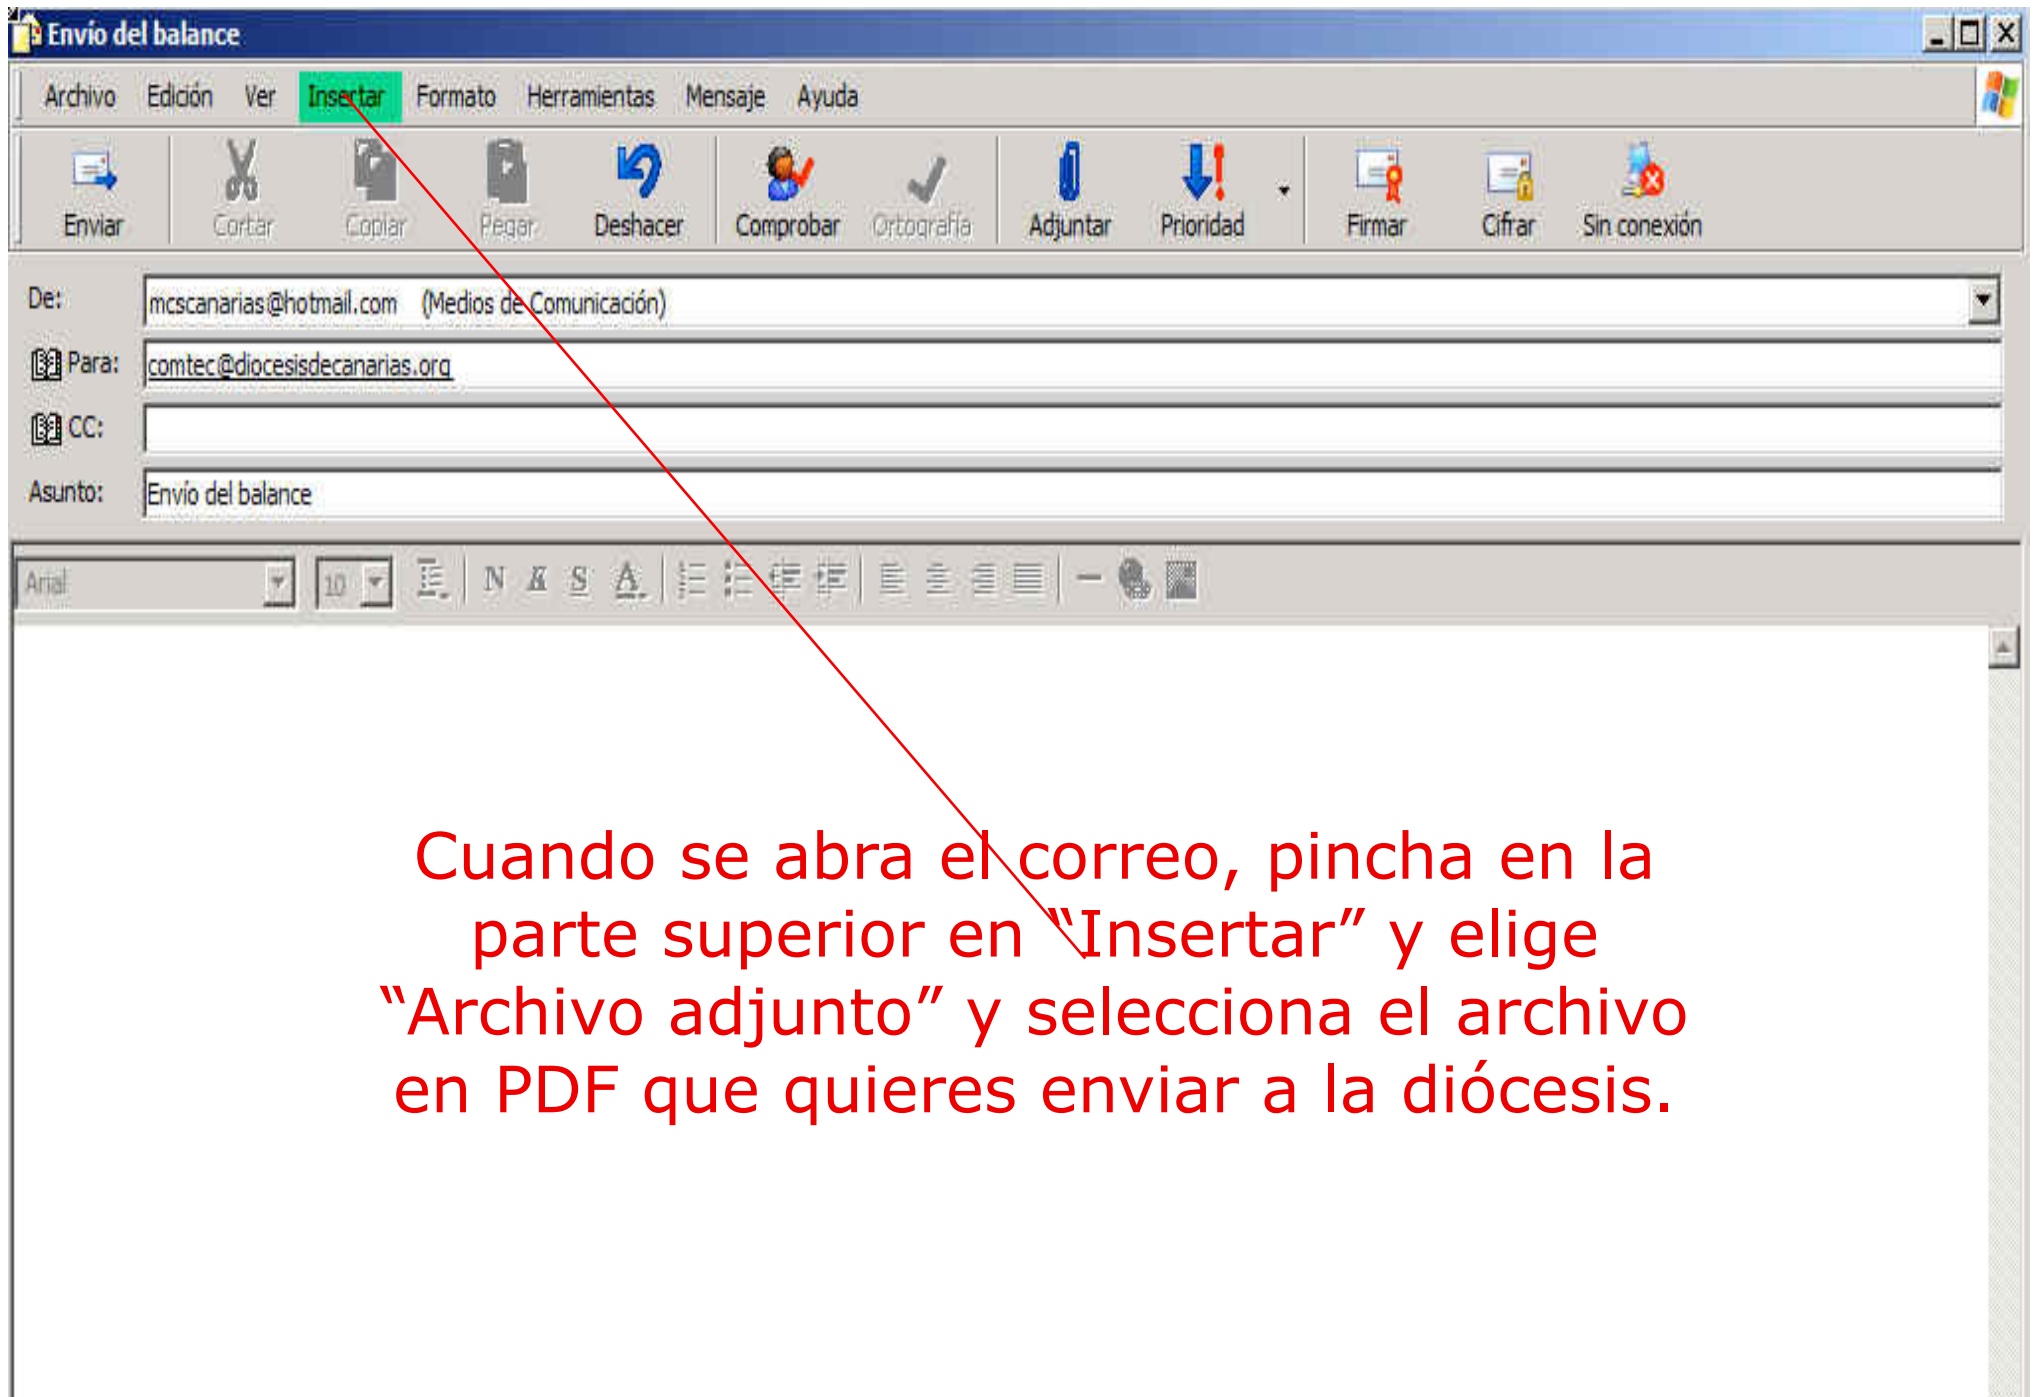 Envío del balance
Archivo Edición Ver Insertar Formato Herramientas Mensaje Ayuda
Enviar Cortar Copiar Pegar Deshacer Comprobar Ortografía Adjuntar Prioridad Firmar Cifrar Sin conexión
De: mcscanarias@hotmail.com (Medios de Comunicación)
Para: comtec@diocesisdecanarias.org
CC:
Asunto: Envío del balance
Arial 10 N K S A
Cuando se abra el correo, pincha en la
parte superior en “Insertar” y elige
“Archivo adjunto” y selecciona el archivo
en PDF que quieres enviar a la diócesis.